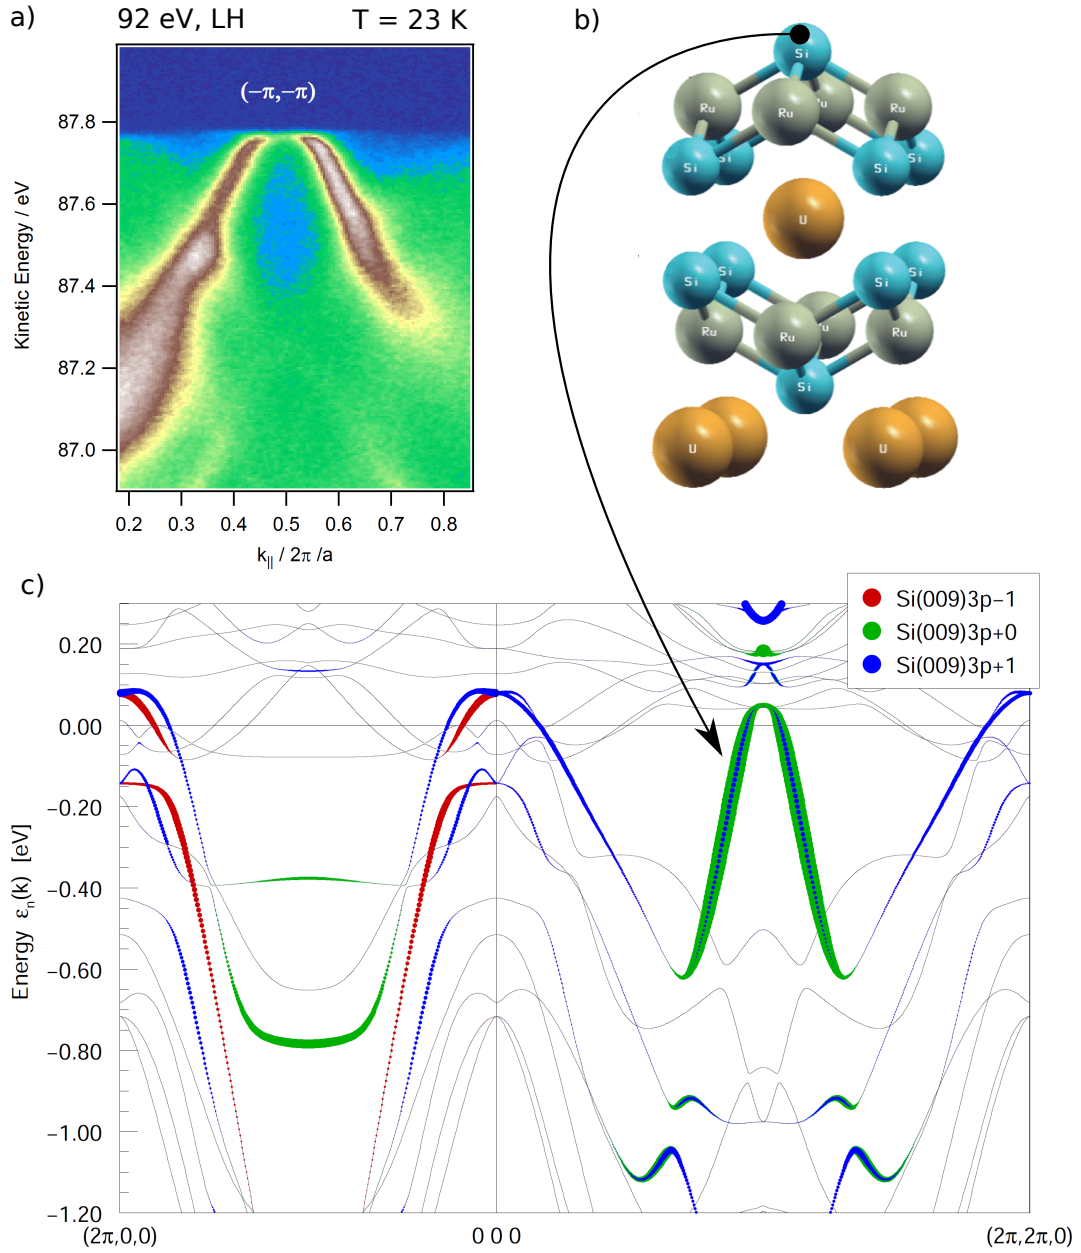 a)
92 eV, LH
T = 23 K
b)
(−π,−π)
87.8
87.6
87.4
87.2
87.0
Kinetic Energy / eV
0.2 0.3 0.4 0.5 0.6 0.7 0.8
k|| / 2π /a
Si
Ru
Ru
Ru
Ru
Si
Si
Si
Si
U
Si
Si
Si
Si
Ru
Ru
Ru
Ru
Si
U
U
c)
Si(009)3p−1
Si(009)3p+0
Si(009)3p+1
0.20
0.00
−0.20
−0.40
−0.60
−0.80
−1.00
−1.20
Energy εn(k) [eV]
(2π,0,0)
0 0 0
(2π,2π,0)